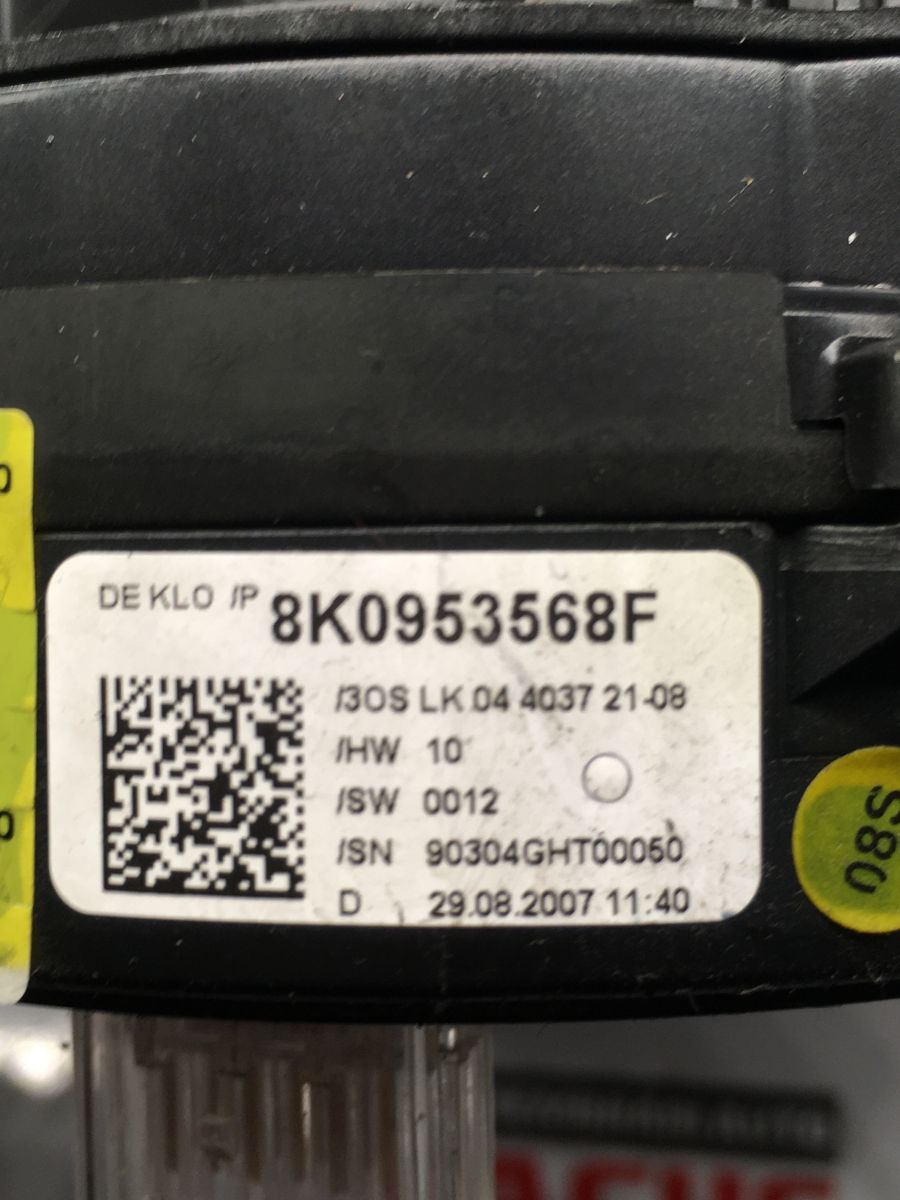 DE KLO /P 8K0953568F
/3OS LK 04 4037 21-08
/HW 10
/SW 0012
/SN 90304GHT00050
D 29.08.2007 11:40
08S